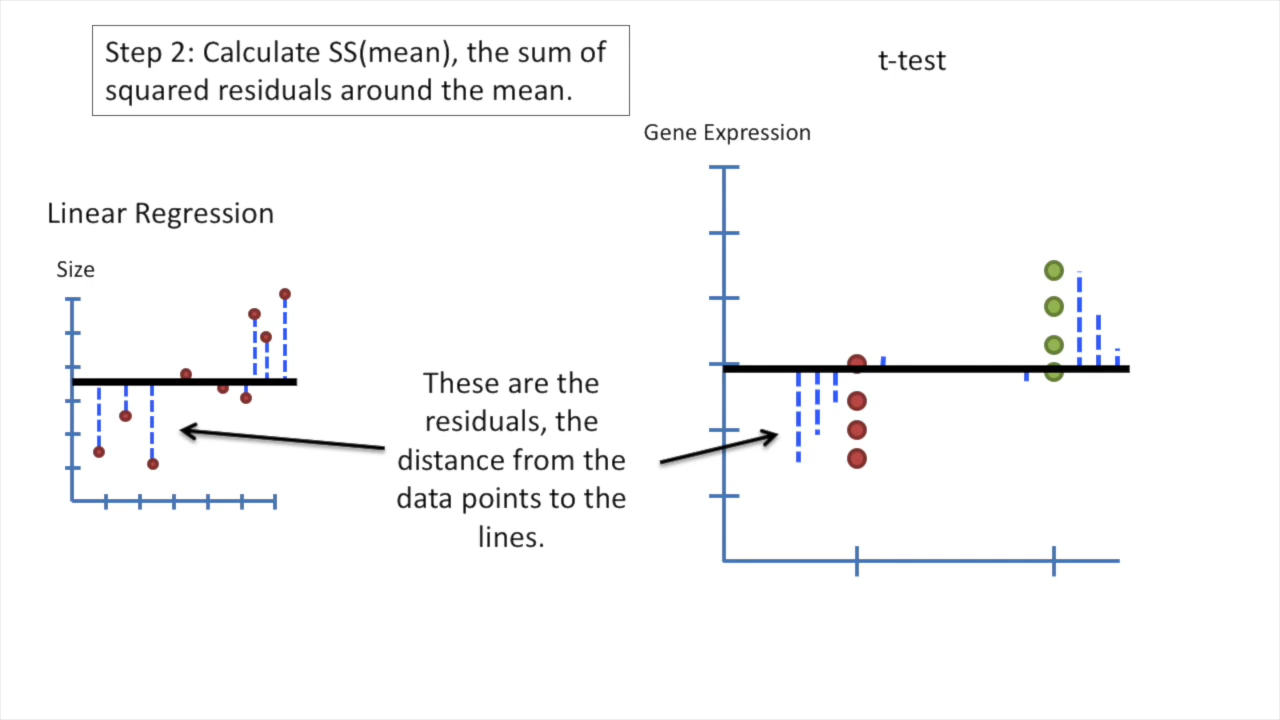 Step 2: Calculate SS(mean), the sum of
squared residuals around the mean.
t-test
Gene Expression
Linear Regression
Size
These are the
residuals, the
distance from the
data points to the
lines.